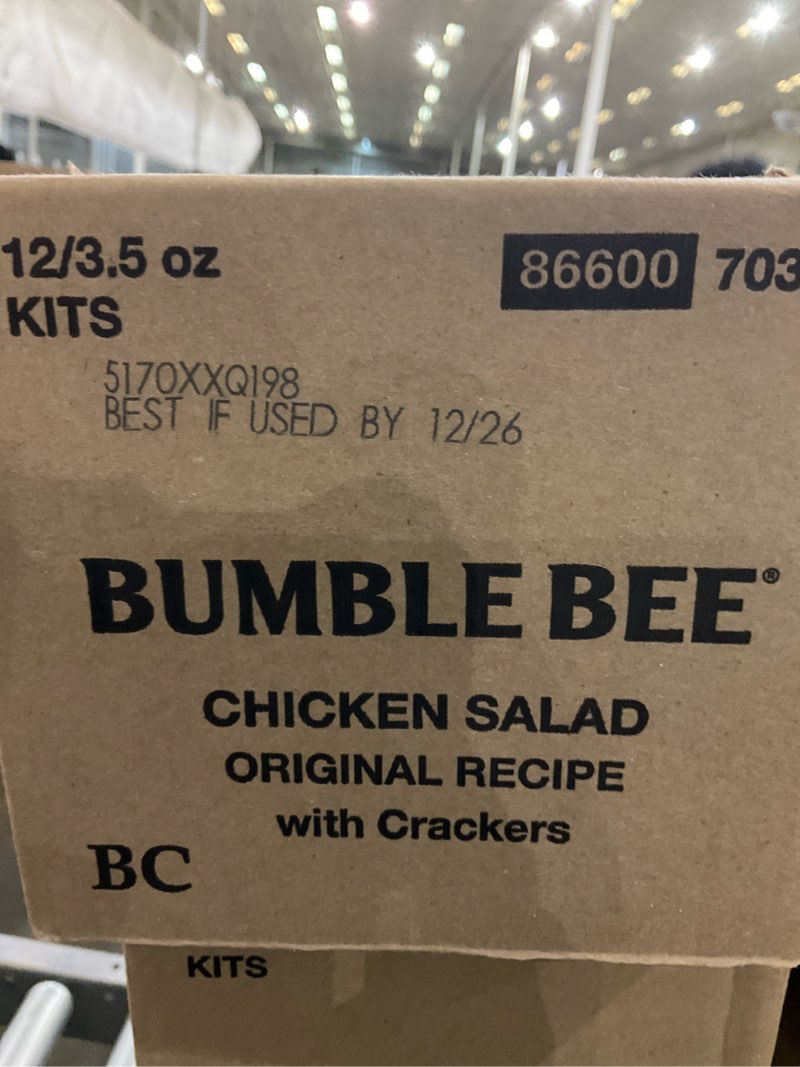 12/3.5 oz
KITS
86600 703
5170XXQ198
BEST IF USED BY 12/26
BUMBLE BEE®
CHICKEN SALAD
ORIGINAL RECIPE
with Crackers
BC
KITS